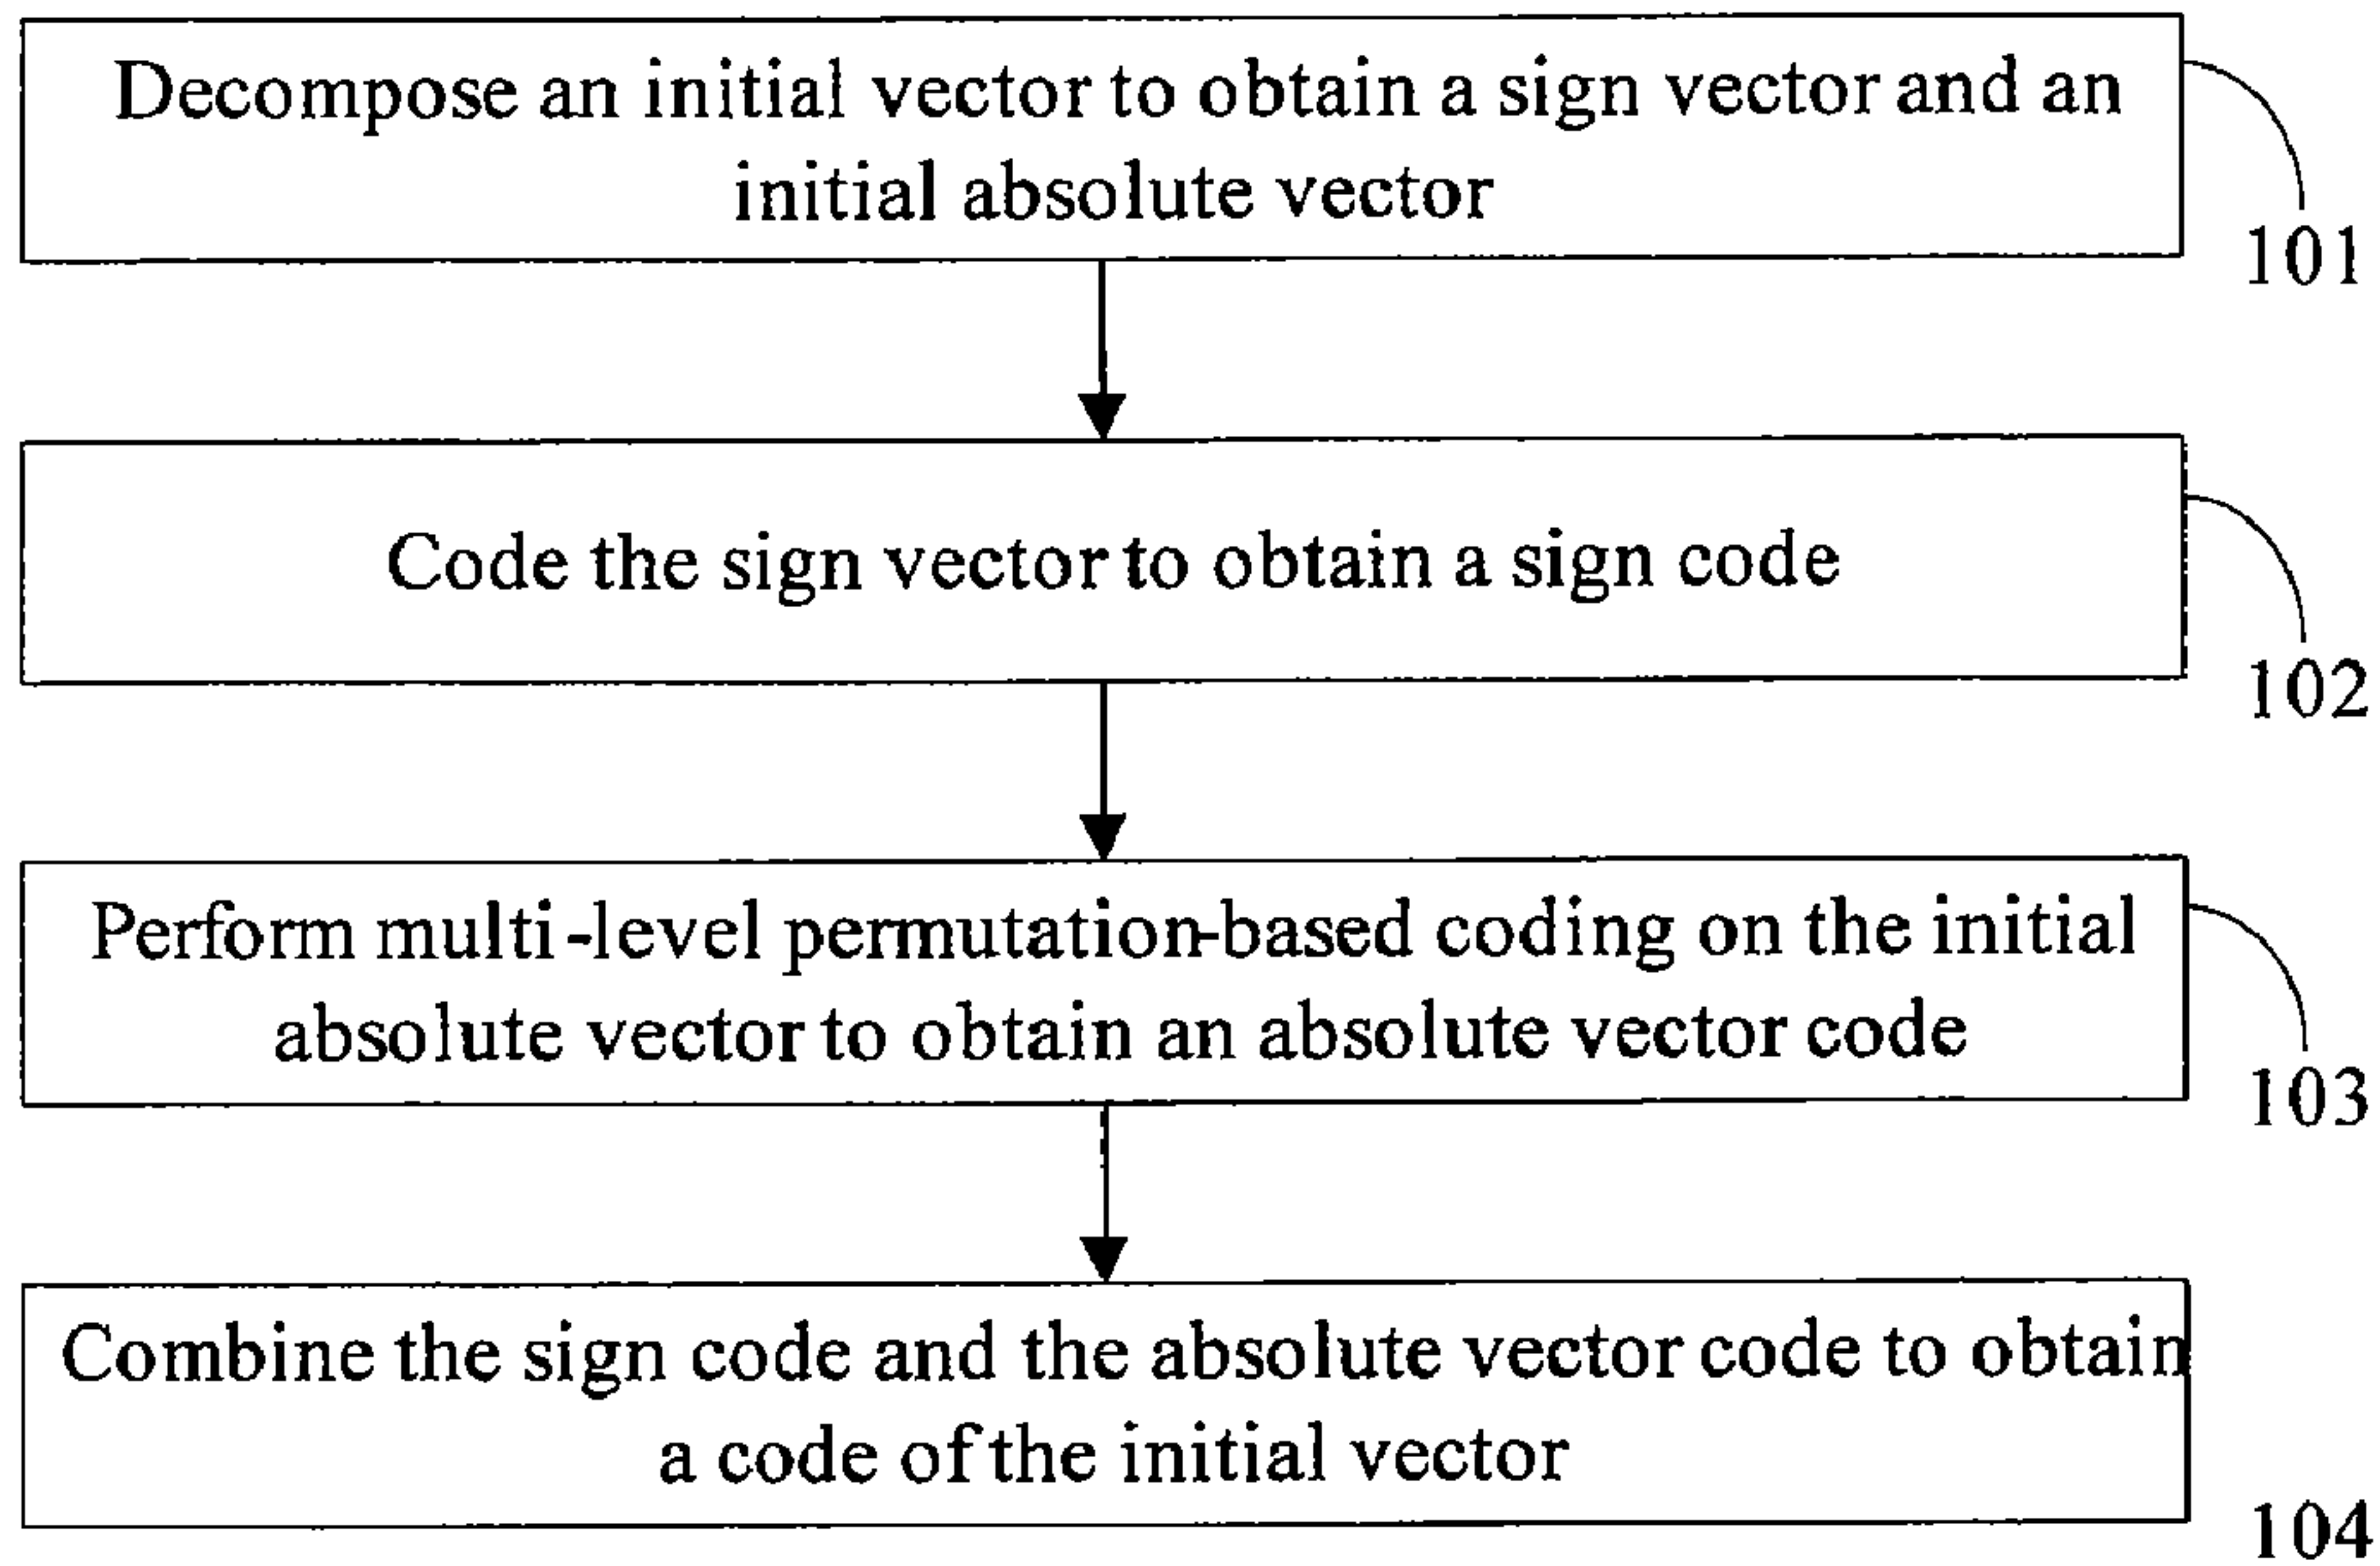 Decompose an initial vector to obtain a sign vector and an
initial absolute vector
101
Code the sign vector to obtain a sign code
102
Perform multi-level permutation-based coding on the initial
absolute vector to obtain an absolute vector code
103
Combine the sign code and the absolute vector code to obtain
a code of the initial vector
104